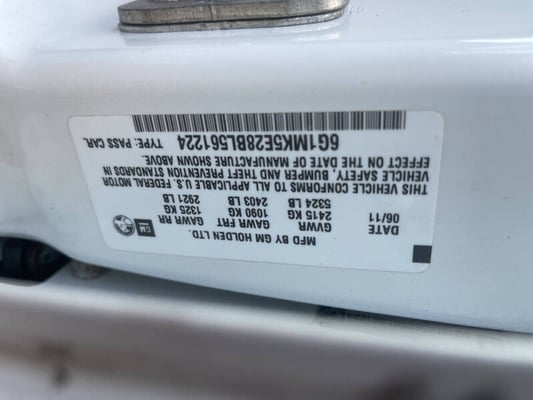 MFD BY GM HOLDEN LTD.
DATE GVWR GAWR FRT GAWR RR
06/11 2415 KG 1090 KG 1325 KG
5324 LB 2403 LB 2921 LB
GM
THIS VEHICLE CONFORMS TO ALL APPLICABLE U.S. FEDERAL MOTOR
VEHICLE SAFETY, BUMPER AND THEFT PREVENTION STANDARDS IN
EFFECT ON THE DATE OF MANUFACTURE SHOWN ABOVE.
6G1MK5E28BL561224 TYPE: PASS CAR.